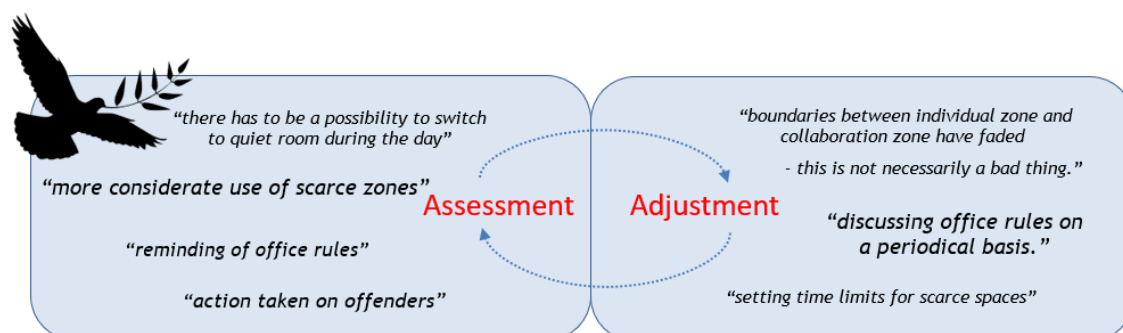 “there has to be a possibility to switch
to quiet room during the day”
“more considerate use of scarce zones”
Assessment
“reminding of office rules”
“action taken on offenders”
“boundaries between individual zone and
collaboration zone have faded
- this is not necessarily a bad thing.”
Adjustment
“discussing office rules on
a periodical basis.”
“setting time limits for scarce spaces”